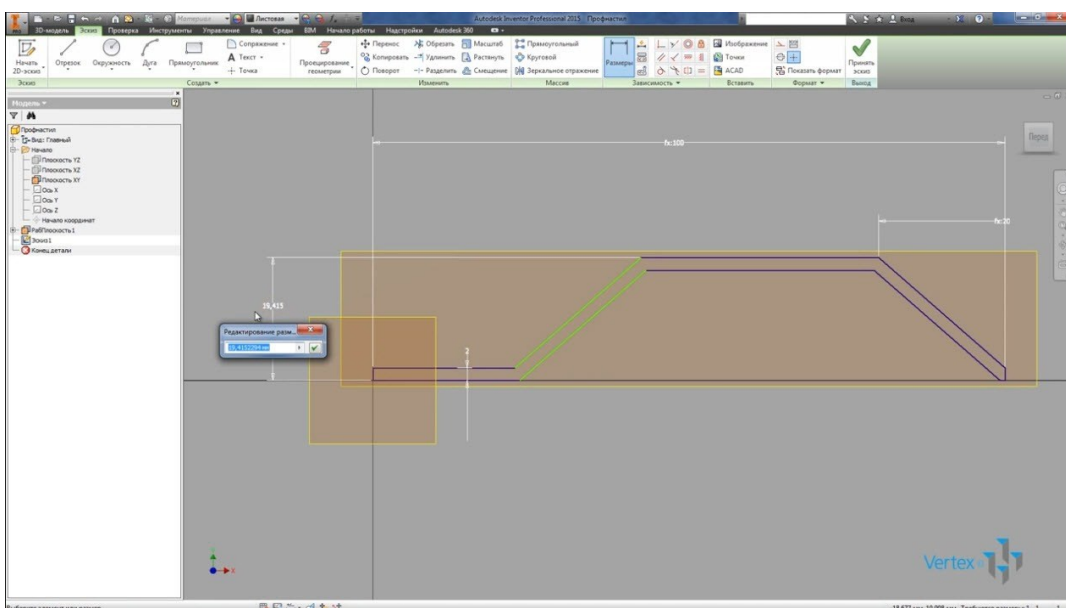 Материал
Листовая
Autodesk Inventor Professional 2015 Профнастил
Вход
3D-модель Эскиз Проверка Инструменты Управление Вид Среды BIM Начало работы Надстройки Autodesk 360
Начать 2D-эскиз
Отрезок Окружность Дуга Прямоугольник
Сопряжение
Текст
Точка
Проецирование геометрии
Перенос Обрезать Масштаб
Копировать Удлинить Растянуть
Поворот Разделить Смещение
Прямоугольный
Круговой
Зеркальное отражение
Размеры
Изображение
Точки
ACAD
Показать формат
Принять эскиз
Эскиз Создать Изменить Массив Зависимость Вставить Формат Выход
Модель
Профнастил
Вид: Главный
Начало
Плоскость YZ
Плоскость XZ
Плоскость XY
Ось X
Ось Y
Ось Z
Начало координат
РабПлоскость1
Эскиз1
Конец детали
fx:100
Перед
fx:20
19,415
Редактирование разм...
2
X
Vertex